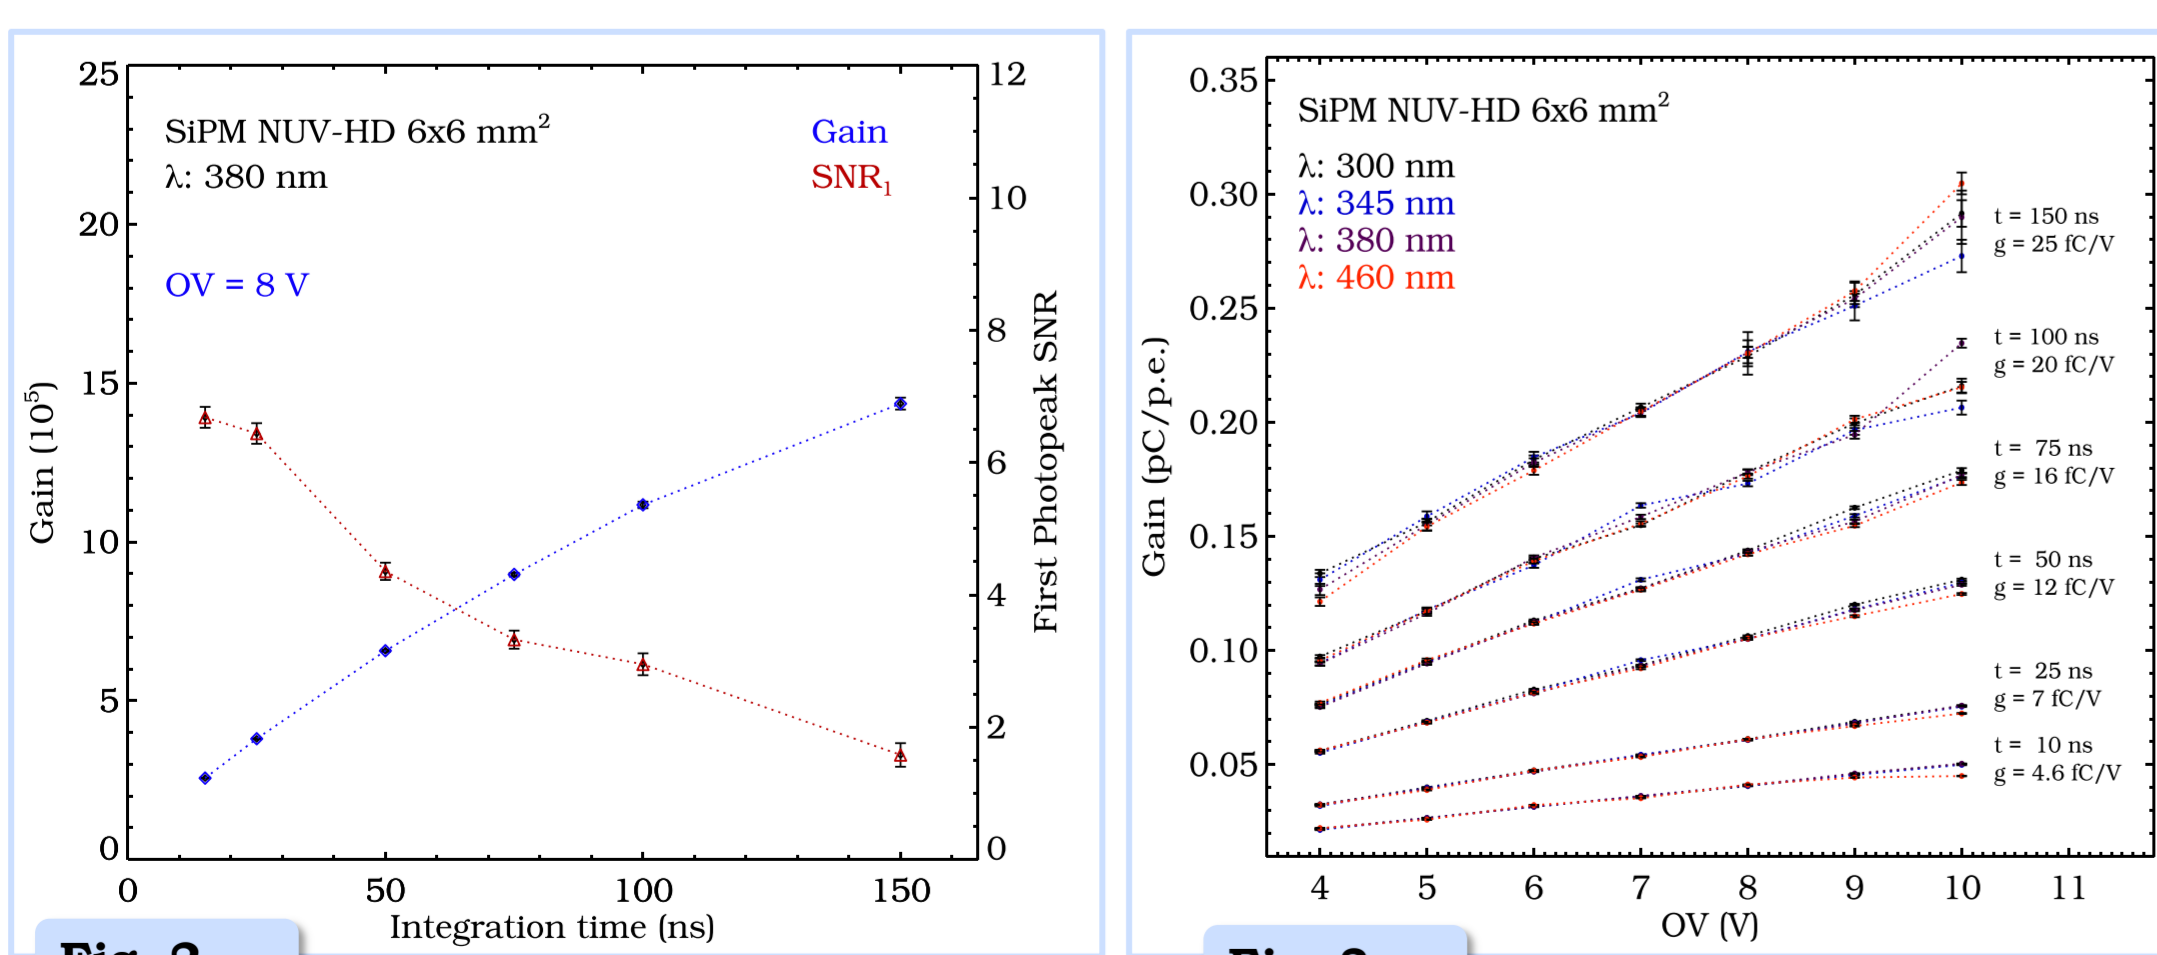 25
20
15
10
5
0
Gain (10⁵)
SiPM NUV-HD 6x6 mm²
λ: 380 nm
OV = 8 V
Gain
SNR₁
12
10
8
6
4
2
0
First Photopeak SNR
0 50 100 150
Integration time (ns)
0.35
0.30
0.25
0.20
0.15
0.10
0.05
Gain (pC/p.e.)
SiPM NUV-HD 6x6 mm²
λ: 300 nm
λ: 345 nm
λ: 380 nm
λ: 460 nm
t = 150 ns
g = 25 fC/V
t = 100 ns
g = 20 fC/V
t = 75 ns
g = 16 fC/V
t = 50 ns
g = 12 fC/V
t = 25 ns
g = 7 fC/V
t = 10 ns
g = 4.6 fC/V
4 5 6 7 8 9 10 11
OV (V)